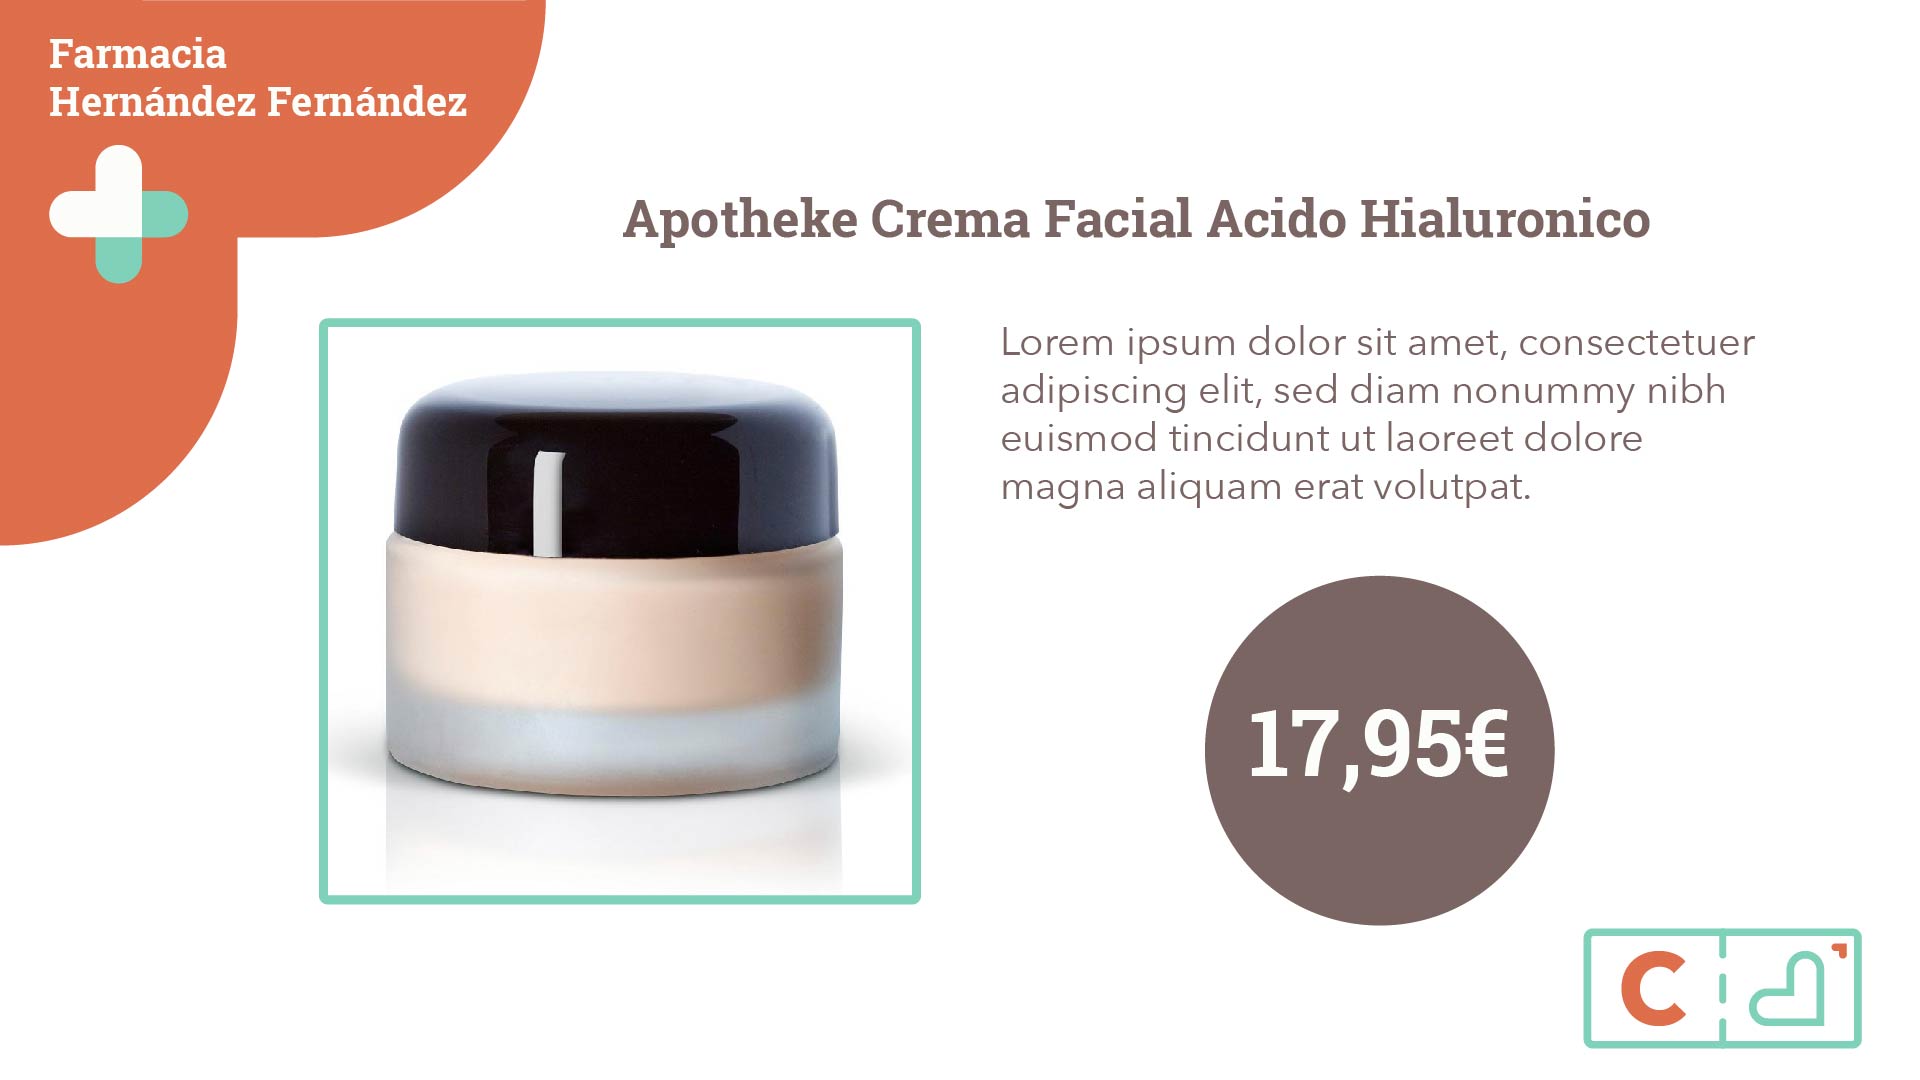 Farmacia
Hernández Fernández
Apotheke Crema Facial Acido Hialuronico
Lorem ipsum dolor sit amet, consectetuer
adipiscing elit, sed diam nonummy nibh
euismod tincidunt ut laoreet dolore
magna aliquam erat volutpat.
17,95€
C